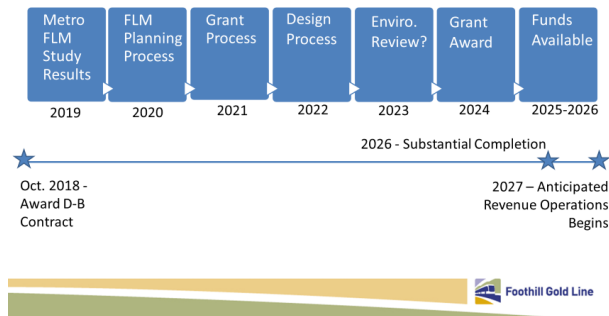 Metro
FLM
Study
Results
FLM
Planning
Process
Grant
Process
Design
Process
Enviro.
Review?
Grant
Award
Funds
Available
2019
2020
2021
2022
2023
2024
2025-2026
2026 - Substantial Completion
Oct. 2018 -
Award D-B
Contract
2027 – Anticipated
Revenue Operations
Begins
Foothill Gold Line